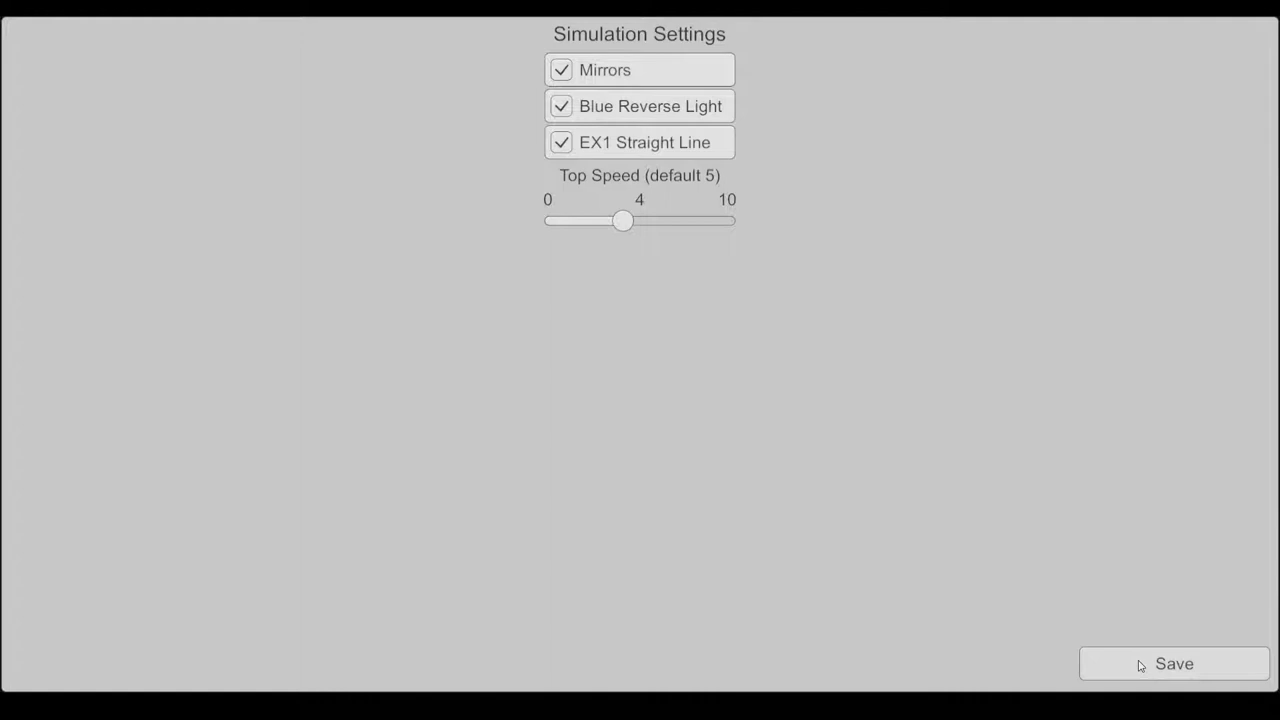 Simulation Settings
Mirrors
Blue Reverse Light
EX1 Straight Line
Top Speed (default 5)
0 4 10
Save